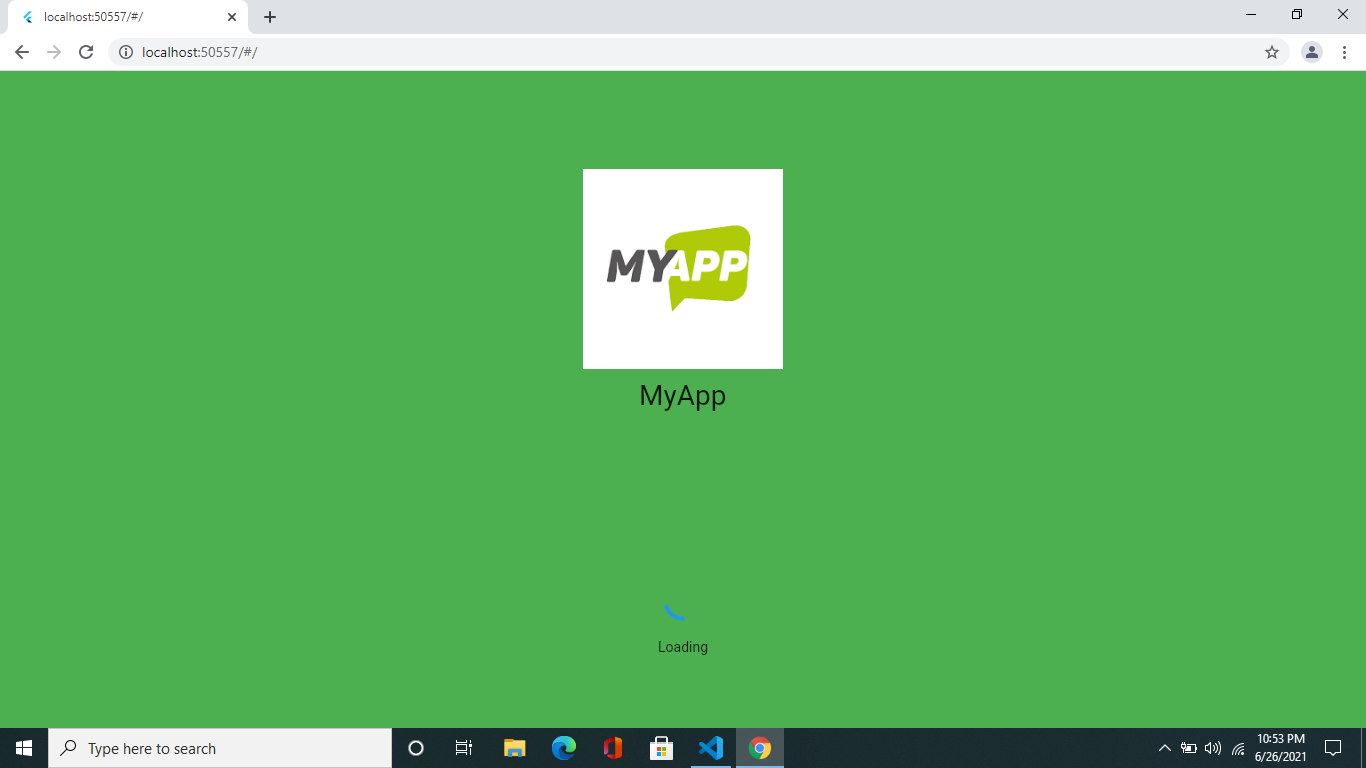 localhost:50557/#/
localhost:50557/#/
MYAPP
MyApp
Loading
Type here to search
10:53 PM
6/26/2021